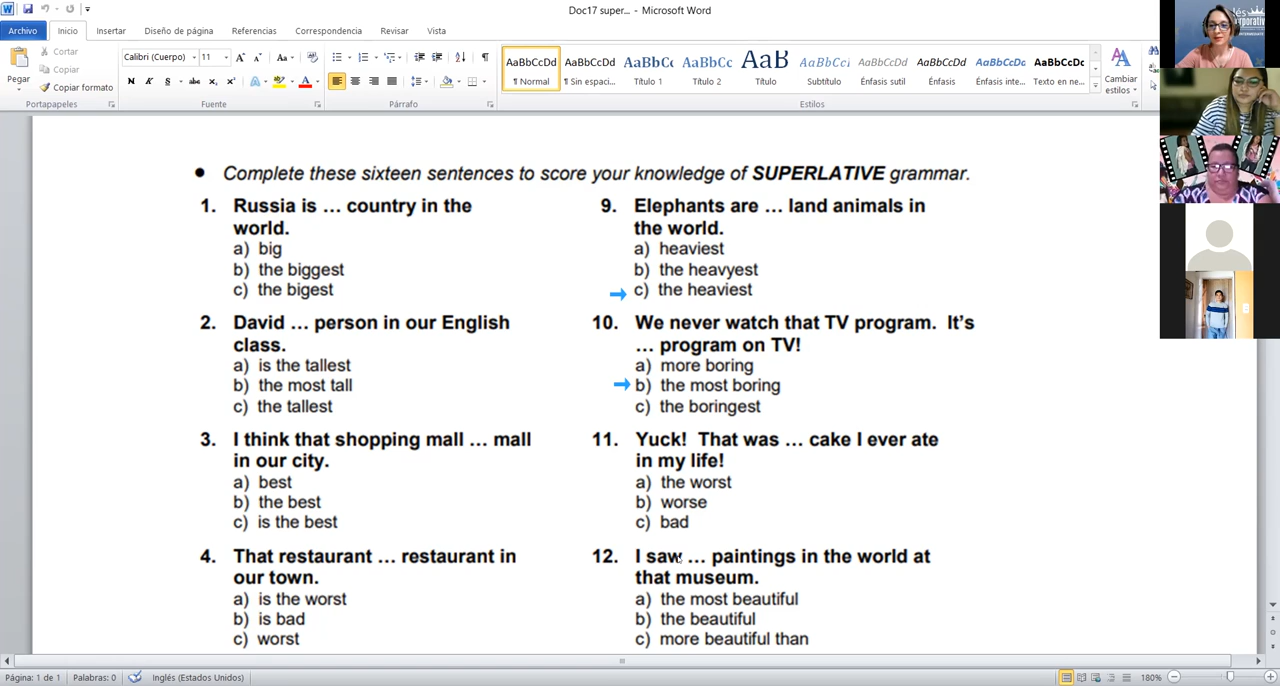 Doc17 super... - Microsoft Word
Archivo Inicio Insertar Diseño de página Referencias Correspondencia Revisar Vista
Pegar
Cortar
Copiar
Copiar formato
Portapapeles
Calibri (Cuerpo) 11
N K S abc x₂ x²
Fuente
Párrafo
AaBbCcDd AaBbCcDd AaBbCc AaBbCc AaB AaBbCcI AaBbCcDd AaBbCcDd AaBbCcDd AaBbCcDc
¶ Normal ¶ Sin espaci... Título 1 Título 2 Título Subtítulo Énfasis sutil Énfasis Énfasis inte... Texto en ne...
Cambiar
estilos
Estilos
INTERMEDIATE
• Complete these sixteen sentences to score your knowledge of SUPERLATIVE grammar.
1. Russia is ... country in the
world.
a) big
b) the biggest
c) the bigest
2. David ... person in our English
class.
a) is the tallest
b) the most tall
c) the tallest
3. I think that shopping mall ... mall
in our city.
a) best
b) the best
c) is the best
4. That restaurant ... restaurant in
our town.
a) is the worst
b) is bad
c) worst
9. Elephants are ... land animals in
the world.
a) heaviest
b) the heavyest
c) the heaviest
10. We never watch that TV program. It's
... program on TV!
a) more boring
b) the most boring
c) the boringest
11. Yuck! That was ... cake I ever ate
in my life!
a) the worst
b) worse
c) bad
12. I saw ... paintings in the world at
that museum.
a) the most beautiful
b) the beautiful
c) more beautiful than
Página: 1 de 1 Palabras: 0 Inglés (Estados Unidos) 180%